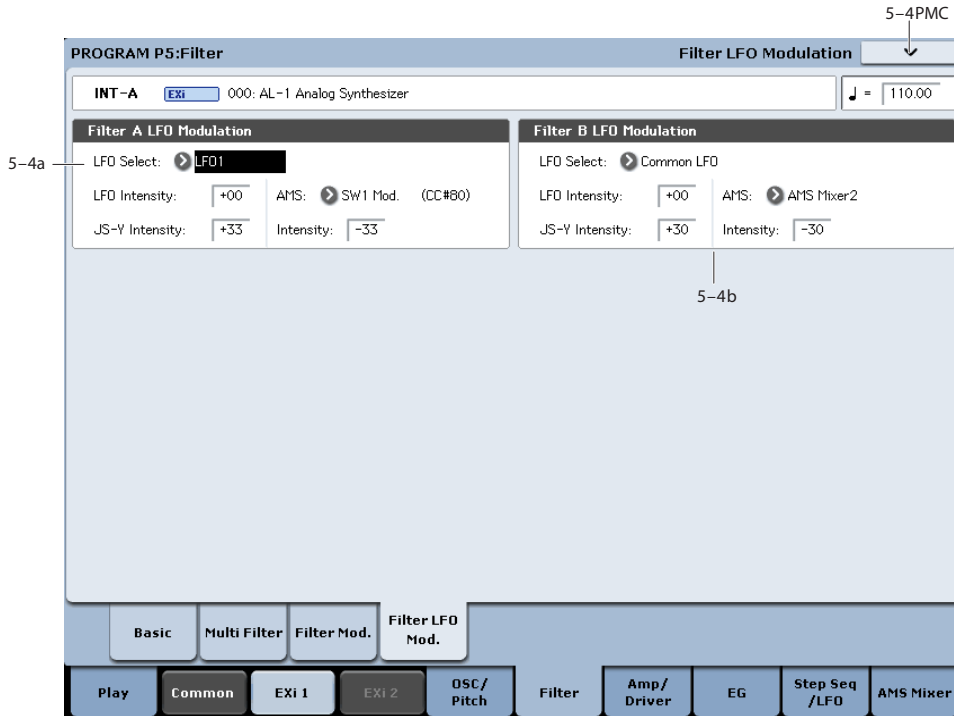 5–4PMC
PROGRAM P5:Filter
Filter LFO Modulation
INT-A EXi 000: AL-1 Analog Synthesizer
♩ = 110.00
Filter A LFO Modulation
Filter B LFO Modulation
5–4a
LFO Select: LFO1
LFO Select: Common LFO
LFO Intensity: +00 AMS: SW1 Mod. (CC#80)
LFO Intensity: +00 AMS: AMS Mixer2
JS-Y Intensity: +33 Intensity: -33
JS-Y Intensity: +30 Intensity: -30
5–4b
Basic
Multi Filter
Filter Mod.
Filter LFO
Mod.
Play
Common
EXi 1
EXi 2
OSC/
Pitch
Filter
Amp/
Driver
EG
Step Seq
/LFO
AMS Mixer